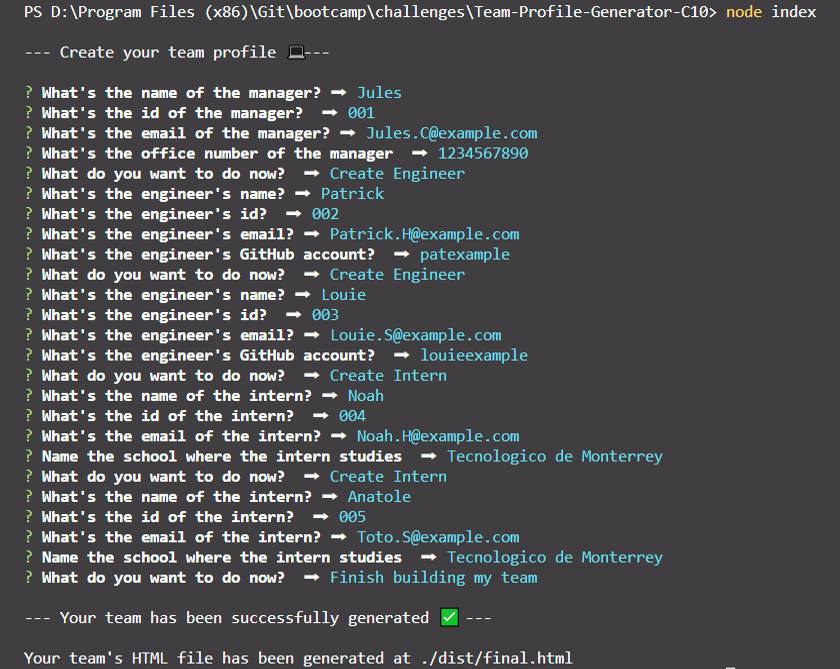 PS D:\Program Files (x86)\Git\bootcamp\challenges\Team-Profile-Generator-C10> node index
--- Create your team profile 💻---
? What's the name of the manager? ➡ Jules
? What's the id of the manager?  ➡ 001
? What's the email of the manager? ➡ Jules.C@example.com
? What's the office number of the manager  ➡ 1234567890
? What do you want to do now?  ➡ Create Engineer
? What's the engineer's name? ➡ Patrick
? What's the engineer's id?  ➡ 002
? What's the engineer's email? ➡ Patrick.H@example.com
? What's the engineer's GitHub account?  ➡ patexample
? What do you want to do now?  ➡ Create Engineer
? What's the engineer's name? ➡ Louie
? What's the engineer's id?  ➡ 003
? What's the engineer's email? ➡ Louie.S@example.com
? What's the engineer's GitHub account?  ➡ louieexample
? What do you want to do now?  ➡ Create Intern
? What's the name of the intern? ➡ Noah
? What's the id of the intern?  ➡ 004
? What's the email of the intern? ➡ Noah.H@example.com
? Name the school where the intern studies  ➡ Tecnologico de Monterrey
? What do you want to do now?  ➡ Create Intern
? What's the name of the intern? ➡ Anatole
? What's the id of the intern?  ➡ 005
? What's the email of the intern? ➡ Toto.S@example.com
? Name the school where the intern studies  ➡ Tecnologico de Monterrey
? What do you want to do now?  ➡ Finish building my team
--- Your team has been successfully generated ✅ ---
Your team's HTML file has been generated at ./dist/final.html